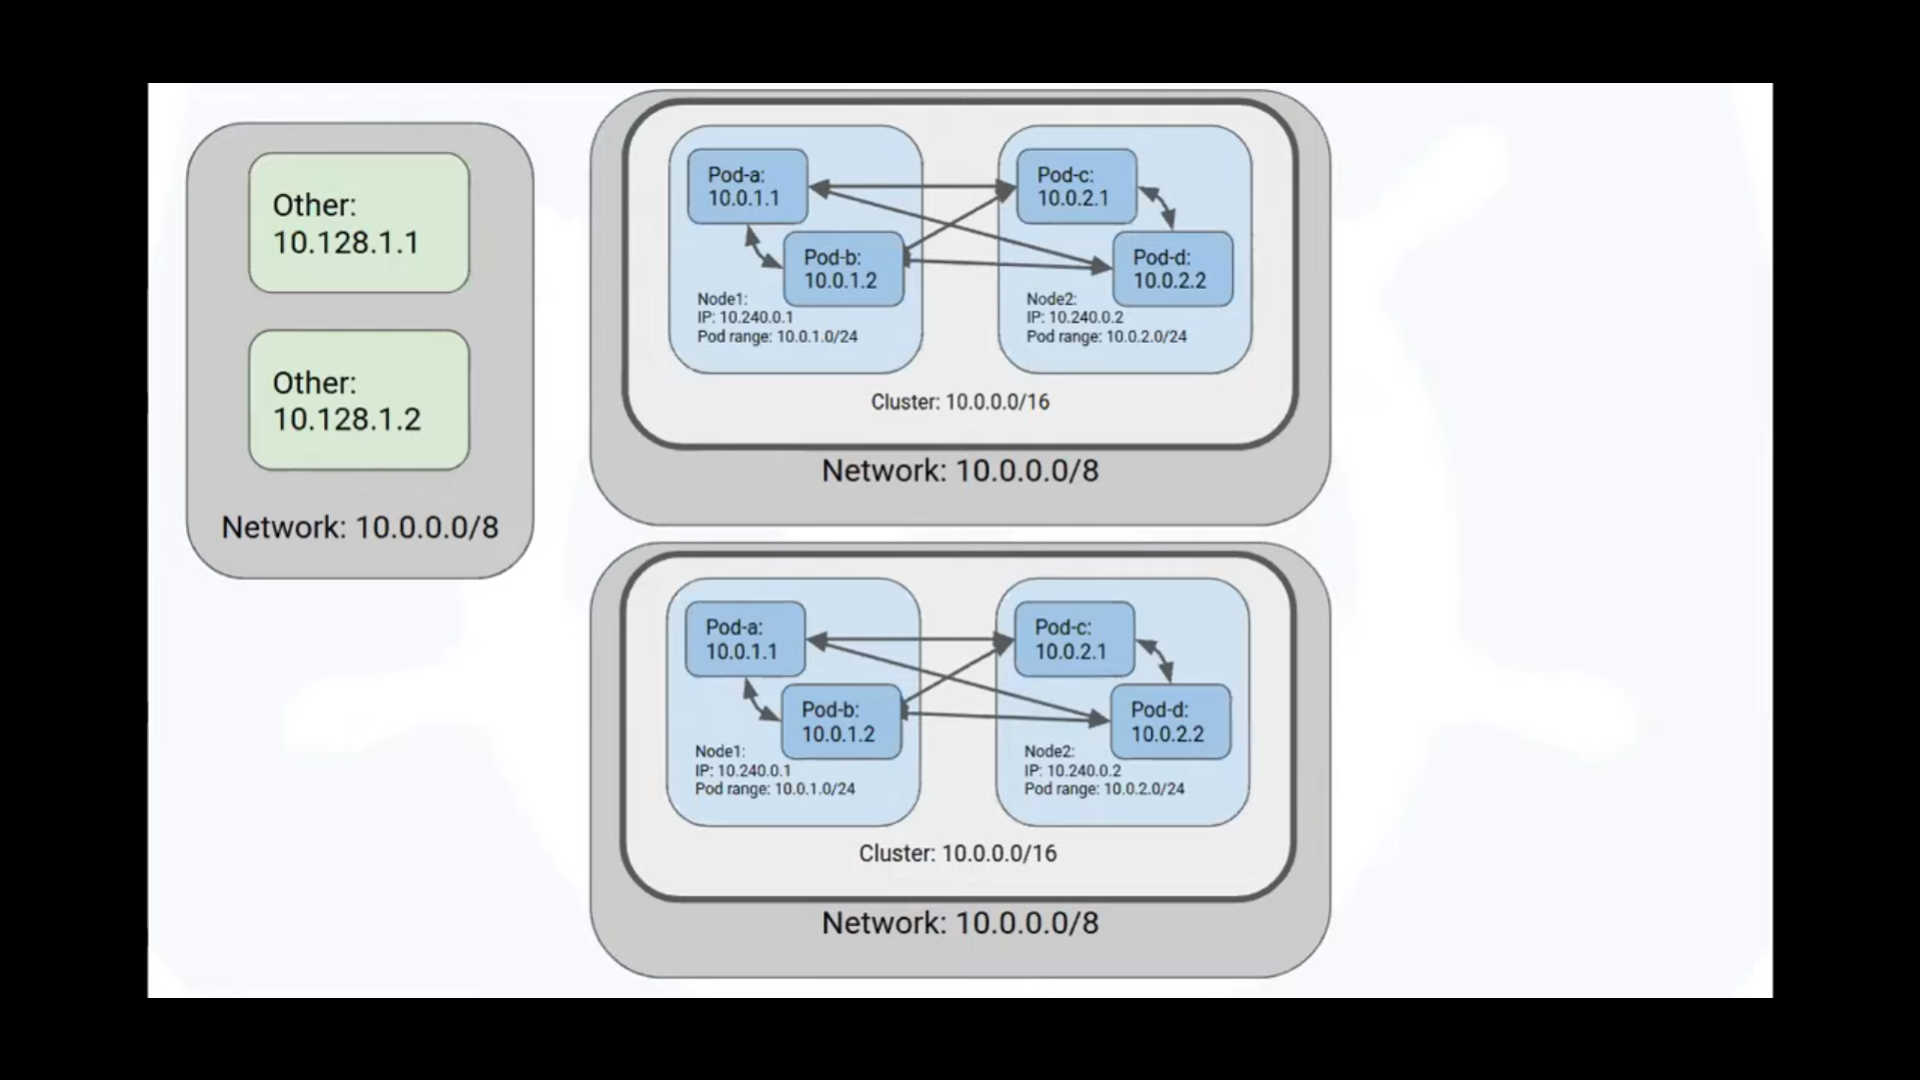 Other:
10.128.1.1
Other:
10.128.1.2
Network: 10.0.0.0/8
Pod-a:
10.0.1.1
Pod-b:
10.0.1.2
Node1:
IP: 10.240.0.1
Pod range: 10.0.1.0/24
Pod-c:
10.0.2.1
Pod-d:
10.0.2.2
Node2:
IP: 10.240.0.2
Pod range: 10.0.2.0/24
Cluster: 10.0.0.0/16
Network: 10.0.0.0/8
Pod-a:
10.0.1.1
Pod-b:
10.0.1.2
Node1:
IP: 10.240.0.1
Pod range: 10.0.1.0/24
Pod-c:
10.0.2.1
Pod-d:
10.0.2.2
Node2:
IP: 10.240.0.2
Pod range: 10.0.2.0/24
Cluster: 10.0.0.0/16
Network: 10.0.0.0/8